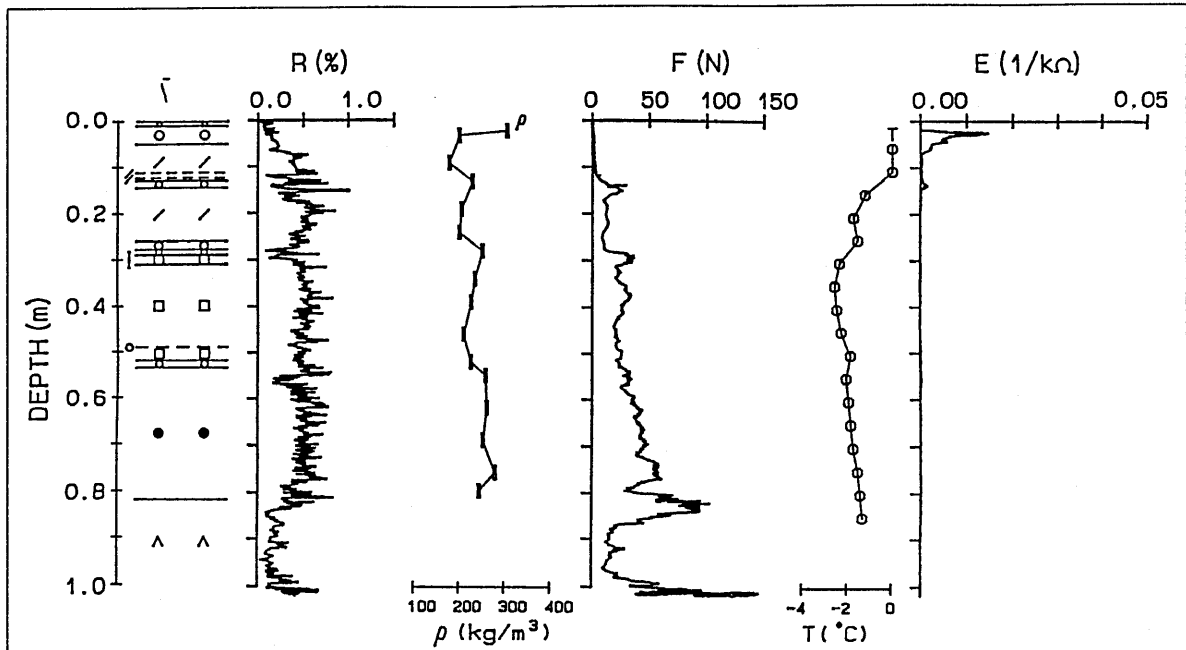 R (%)
F (N)
E (1/kΩ)
0.0 1.0
0 50 100 150
0.00 0.05
0.0
ρ
T
0.2
0.4
DEPTH (m)
0.6
0.8
1.0
100 200 300 400
-4 -2 0
ρ (kg/m³)
T (°C)